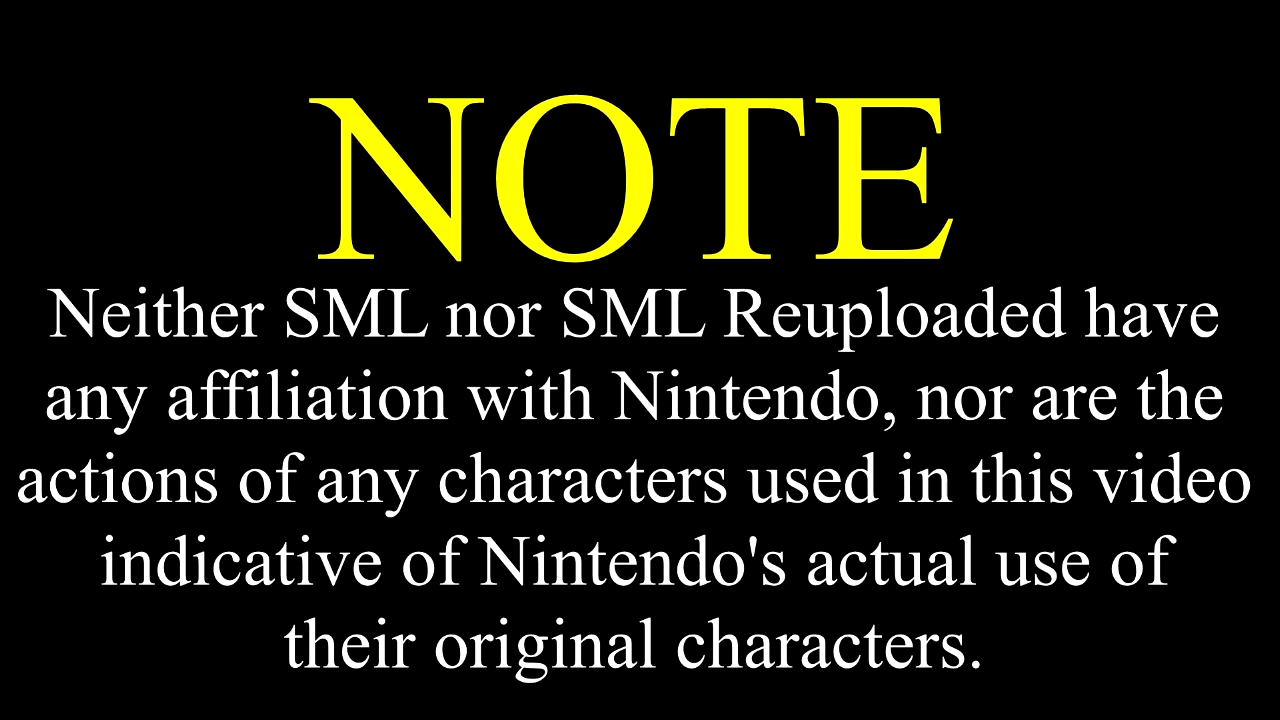 NOTE
Neither SML nor SML Reuploaded have
any affiliation with Nintendo, nor are the
actions of any characters used in this video
indicative of Nintendo's actual use of
their original characters.